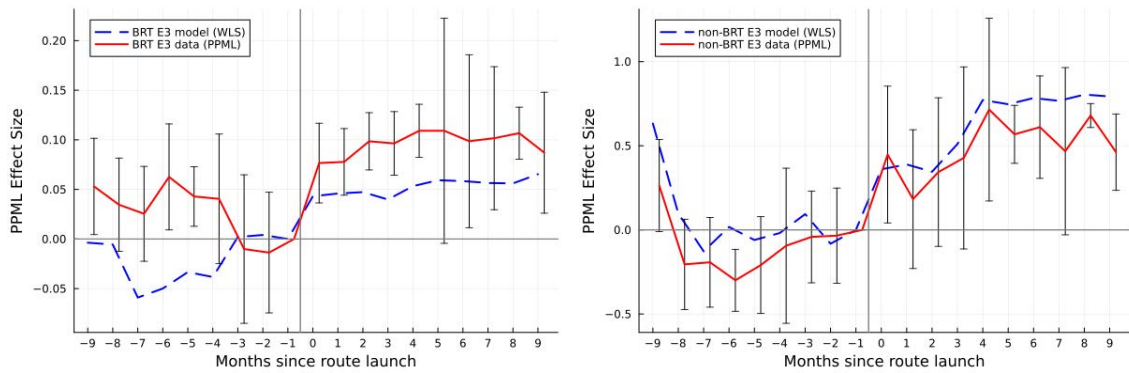 BRT E3 model (WLS)
BRT E3 data (PPML)
PPML Effect Size
0.20
0.15
0.10
0.05
0.00
−0.05
−9 −8 −7 −6 −5 −4 −3 −2 −1 0 1 2 3 4 5 6 7 8 9
Months since route launch
non-BRT E3 model (WLS)
non-BRT E3 data (PPML)
PPML Effect Size
1.0
0.5
0.0
−0.5
−9 −8 −7 −6 −5 −4 −3 −2 −1 0 1 2 3 4 5 6 7 8 9
Months since route launch